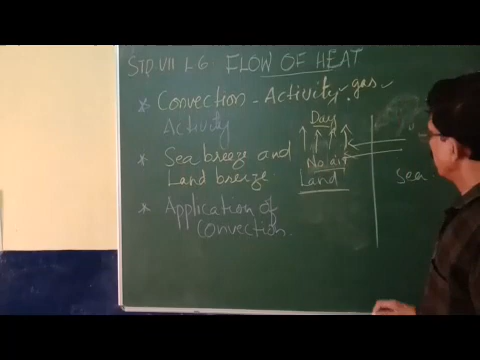 STD VII L6 FLOW OF HEAT
* Convection - Activity, gas
Activity
* Sea breeze and
Land breeze
* Application of
convection.
Day
No air
Land
Sea